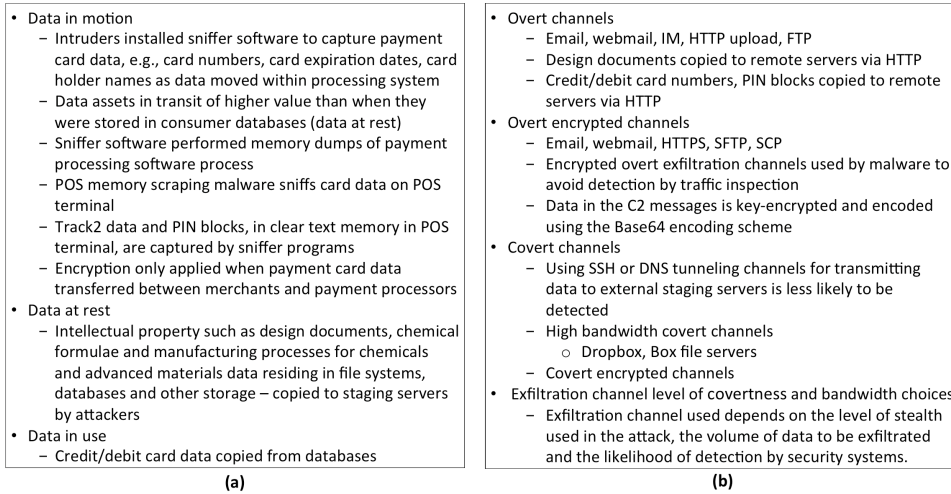 • Data in motion
– Intruders installed sniffer software to capture payment
card data, e.g., card numbers, card expiration dates, card
holder names as data moved within processing system
– Data assets in transit of higher value than when they
were stored in consumer databases (data at rest)
– Sniffer software performed memory dumps of payment
processing software process
– POS memory scraping malware sniffs card data on POS
terminal
– Track2 data and PIN blocks, in clear text memory in POS
terminal, are captured by sniffer programs
– Encryption only applied when payment card data
transferred between merchants and payment processors
• Data at rest
– Intellectual property such as design documents, chemical
formulae and manufacturing processes for chemicals
and advanced materials data residing in file systems,
databases and other storage – copied to staging servers
by attackers
• Data in use
– Credit/debit card data copied from databases
(a)
• Overt channels
– Email, webmail, IM, HTTP upload, FTP
– Design documents copied to remote servers via HTTP
– Credit/debit card numbers, PIN blocks copied to remote
servers via HTTP
• Overt encrypted channels
– Email, webmail, HTTPS, SFTP, SCP
– Encrypted overt exfiltration channels used by malware to
avoid detection by traffic inspection
– Data in the C2 messages is key-encrypted and encoded
using the Base64 encoding scheme
• Covert channels
– Using SSH or DNS tunneling channels for transmitting
data to external staging servers is less likely to be
detected
– High bandwidth covert channels
○ Dropbox, Box file servers
– Covert encrypted channels
• Exfiltration channel level of covertness and bandwidth choices
– Exfiltration channel used depends on the level of stealth
used in the attack, the volume of data to be exfiltrated
and the likelihood of detection by security systems.
(b)